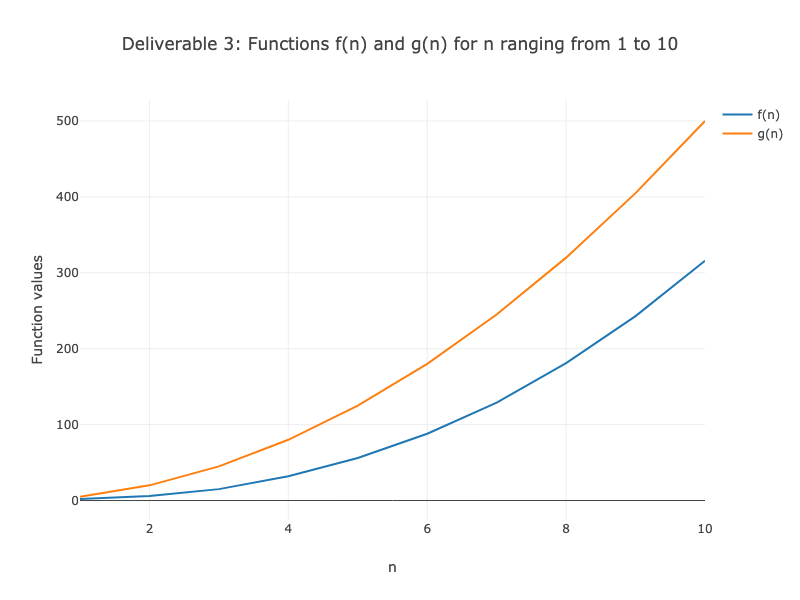 Deliverable 3: Functions f(n) and g(n) for n ranging from 1 to 10
f(n)
g(n)
500
400
300
200
100
0
Function values
2
4
6
8
10
n